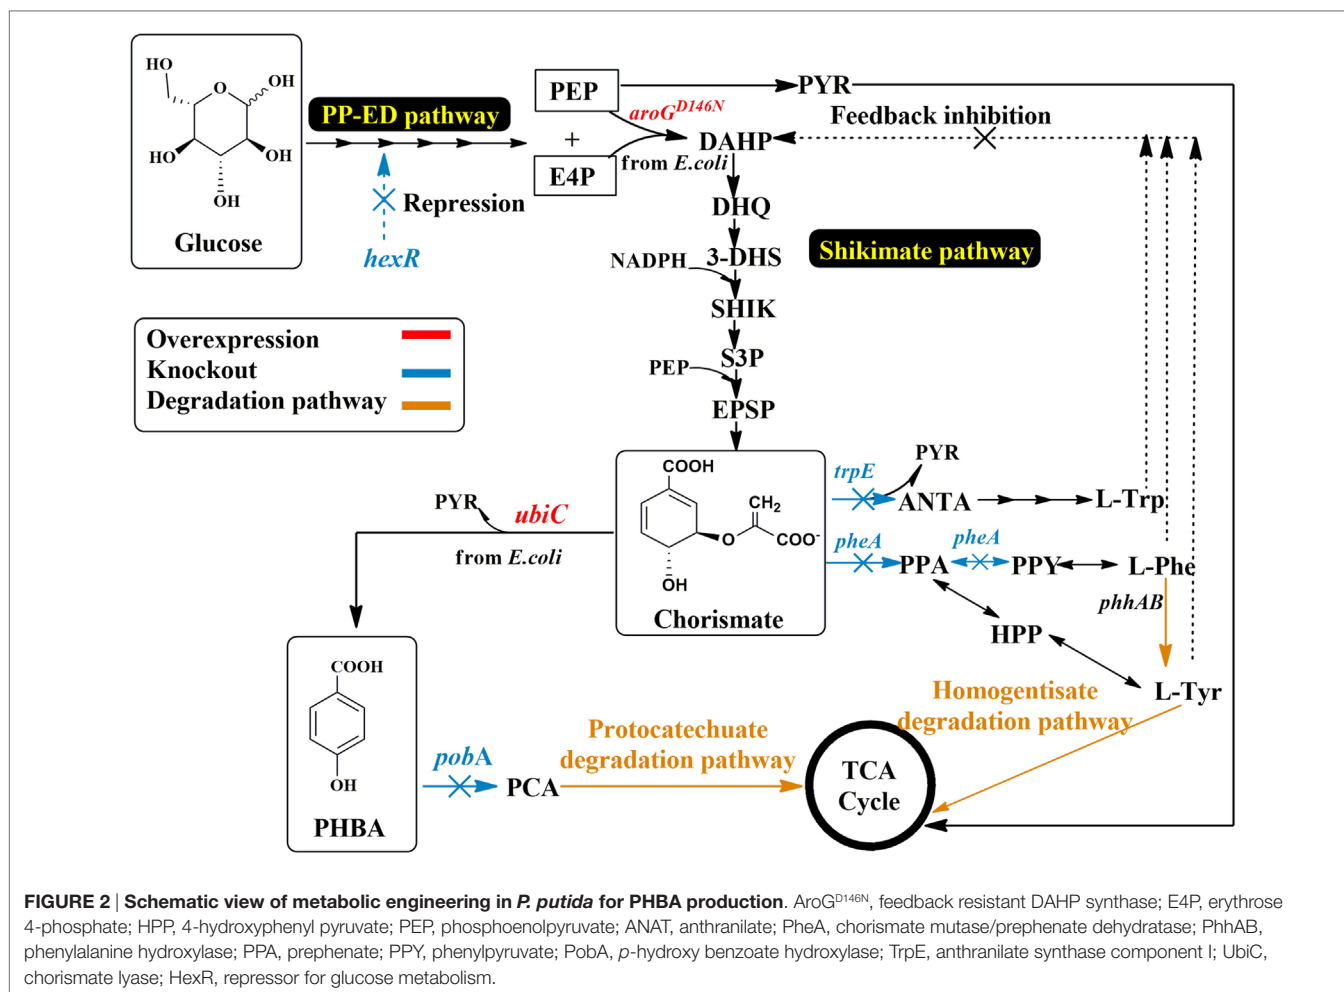 HO
O
OH
HO
OH
OH
Glucose
PP-ED pathway
Repression
hexR
PEP
+
E4P
aroG^D146N
from E.coli
PYR
DAHP
Feedback inhibition
DHQ
NADPH
3-DHS
Shikimate pathway
SHIK
PEP
S3P
EPSP
Overexpression
Knockout
Degradation pathway
COOH
CH2
O
COO-
OH
Chorismate
trpE
PYR
ANTA
L-Trp
pheA
PPA
pheA
PPY
L-Phe
phhAB
HPP
L-Tyr
PYR
ubiC
from E.coli
COOH
OH
PHBA
pobA
PCA
Protocatechuate
degradation pathway
Homogentisate
degradation pathway
TCA
Cycle
FIGURE 2 | Schematic view of metabolic engineering in P. putida for PHBA production. AroG^D146N, feedback resistant DAHP synthase; E4P, erythrose
4-phosphate; HPP, 4-hydroxyphenyl pyruvate; PEP, phosphoenolpyruvate; ANAT, anthranilate; PheA, chorismate mutase/prephenate dehydratase; PhhAB,
phenylalanine hydroxylase; PPA, prephenate; PPY, phenylpyruvate; PobA, p-hydroxy benzoate hydroxylase; TrpE, anthranilate synthase component I; UbiC,
chorismate lyase; HexR, repressor for glucose metabolism.